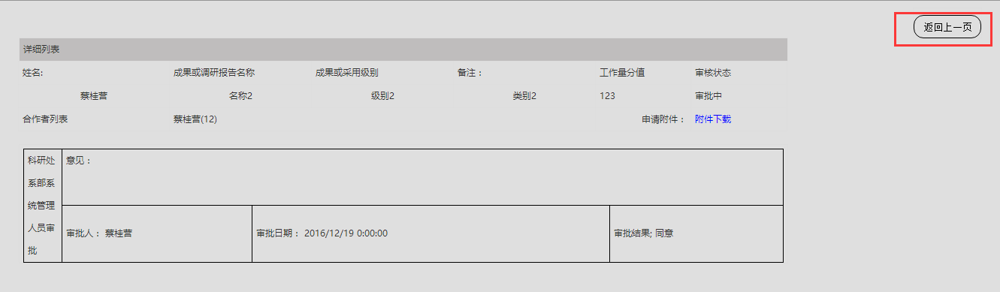 返回上一页
详细列表
姓名: 成果或调研报告名称 成果或采用级别 备注： 工作量分值 审核状态
蔡桂营 名称2 级别2 类别2 123 审批中
合作者列表 蔡桂营(12) 申请附件： 附件下载
科研处
系部系
统管理
人员审
批
意见：
审批人： 蔡桂营 审批日期： 2016/12/19 0:00:00 审批结果; 同意